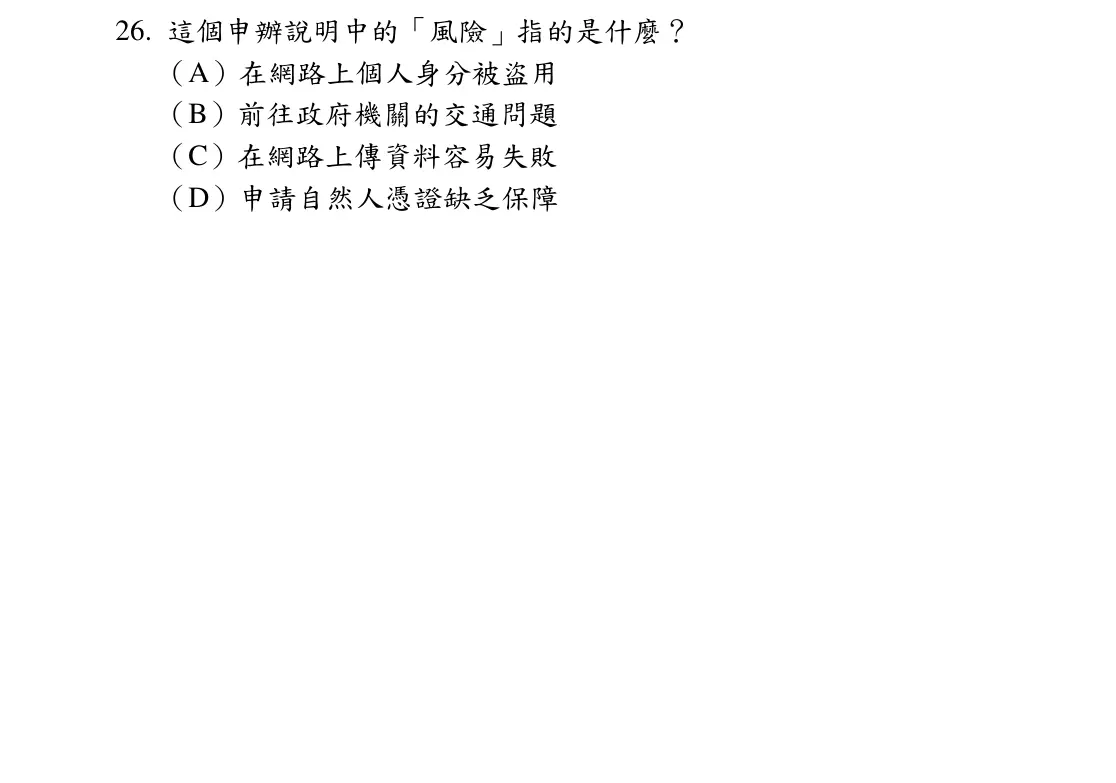 26. 這個申辦說明中的「風險」指的是什麼？
（A）在網路上個人身分被盜用
（B）前往政府機關的交通問題
（C）在網路上傳資料容易失敗
（D）申請自然人憑證缺乏保障